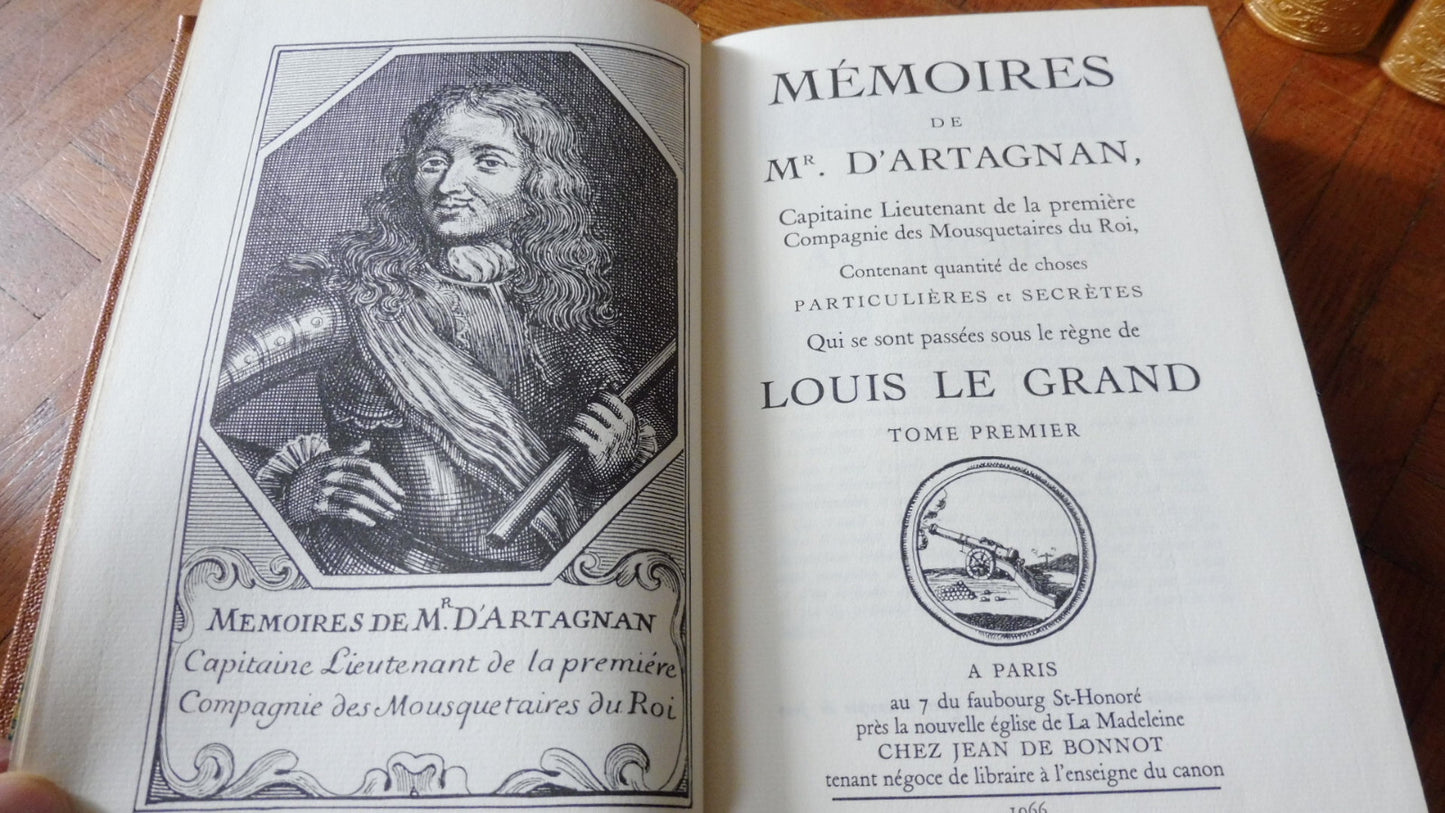 MEMOIRES DE MR. D'ARTAGNAN
Capitaine Lieutenant de la premiére
Compagnie des Mousquetaires du Roi
MÉMOIRES
DE
MR. D'ARTAGNAN,
Capitaine Lieutenant de la première
Compagnie des Mousquetaires du Roi,
Contenant quantité de choses
PARTICULIÈRES et SECRÈTES
Qui se sont passées sous le règne de
LOUIS LE GRAND
TOME PREMIER
A PARIS
au 7 du faubourg St-Honoré
près la nouvelle église de La Madeleine
CHEZ JEAN DE BONNOT
tenant négoce de libraire à l'enseigne du canon
1966